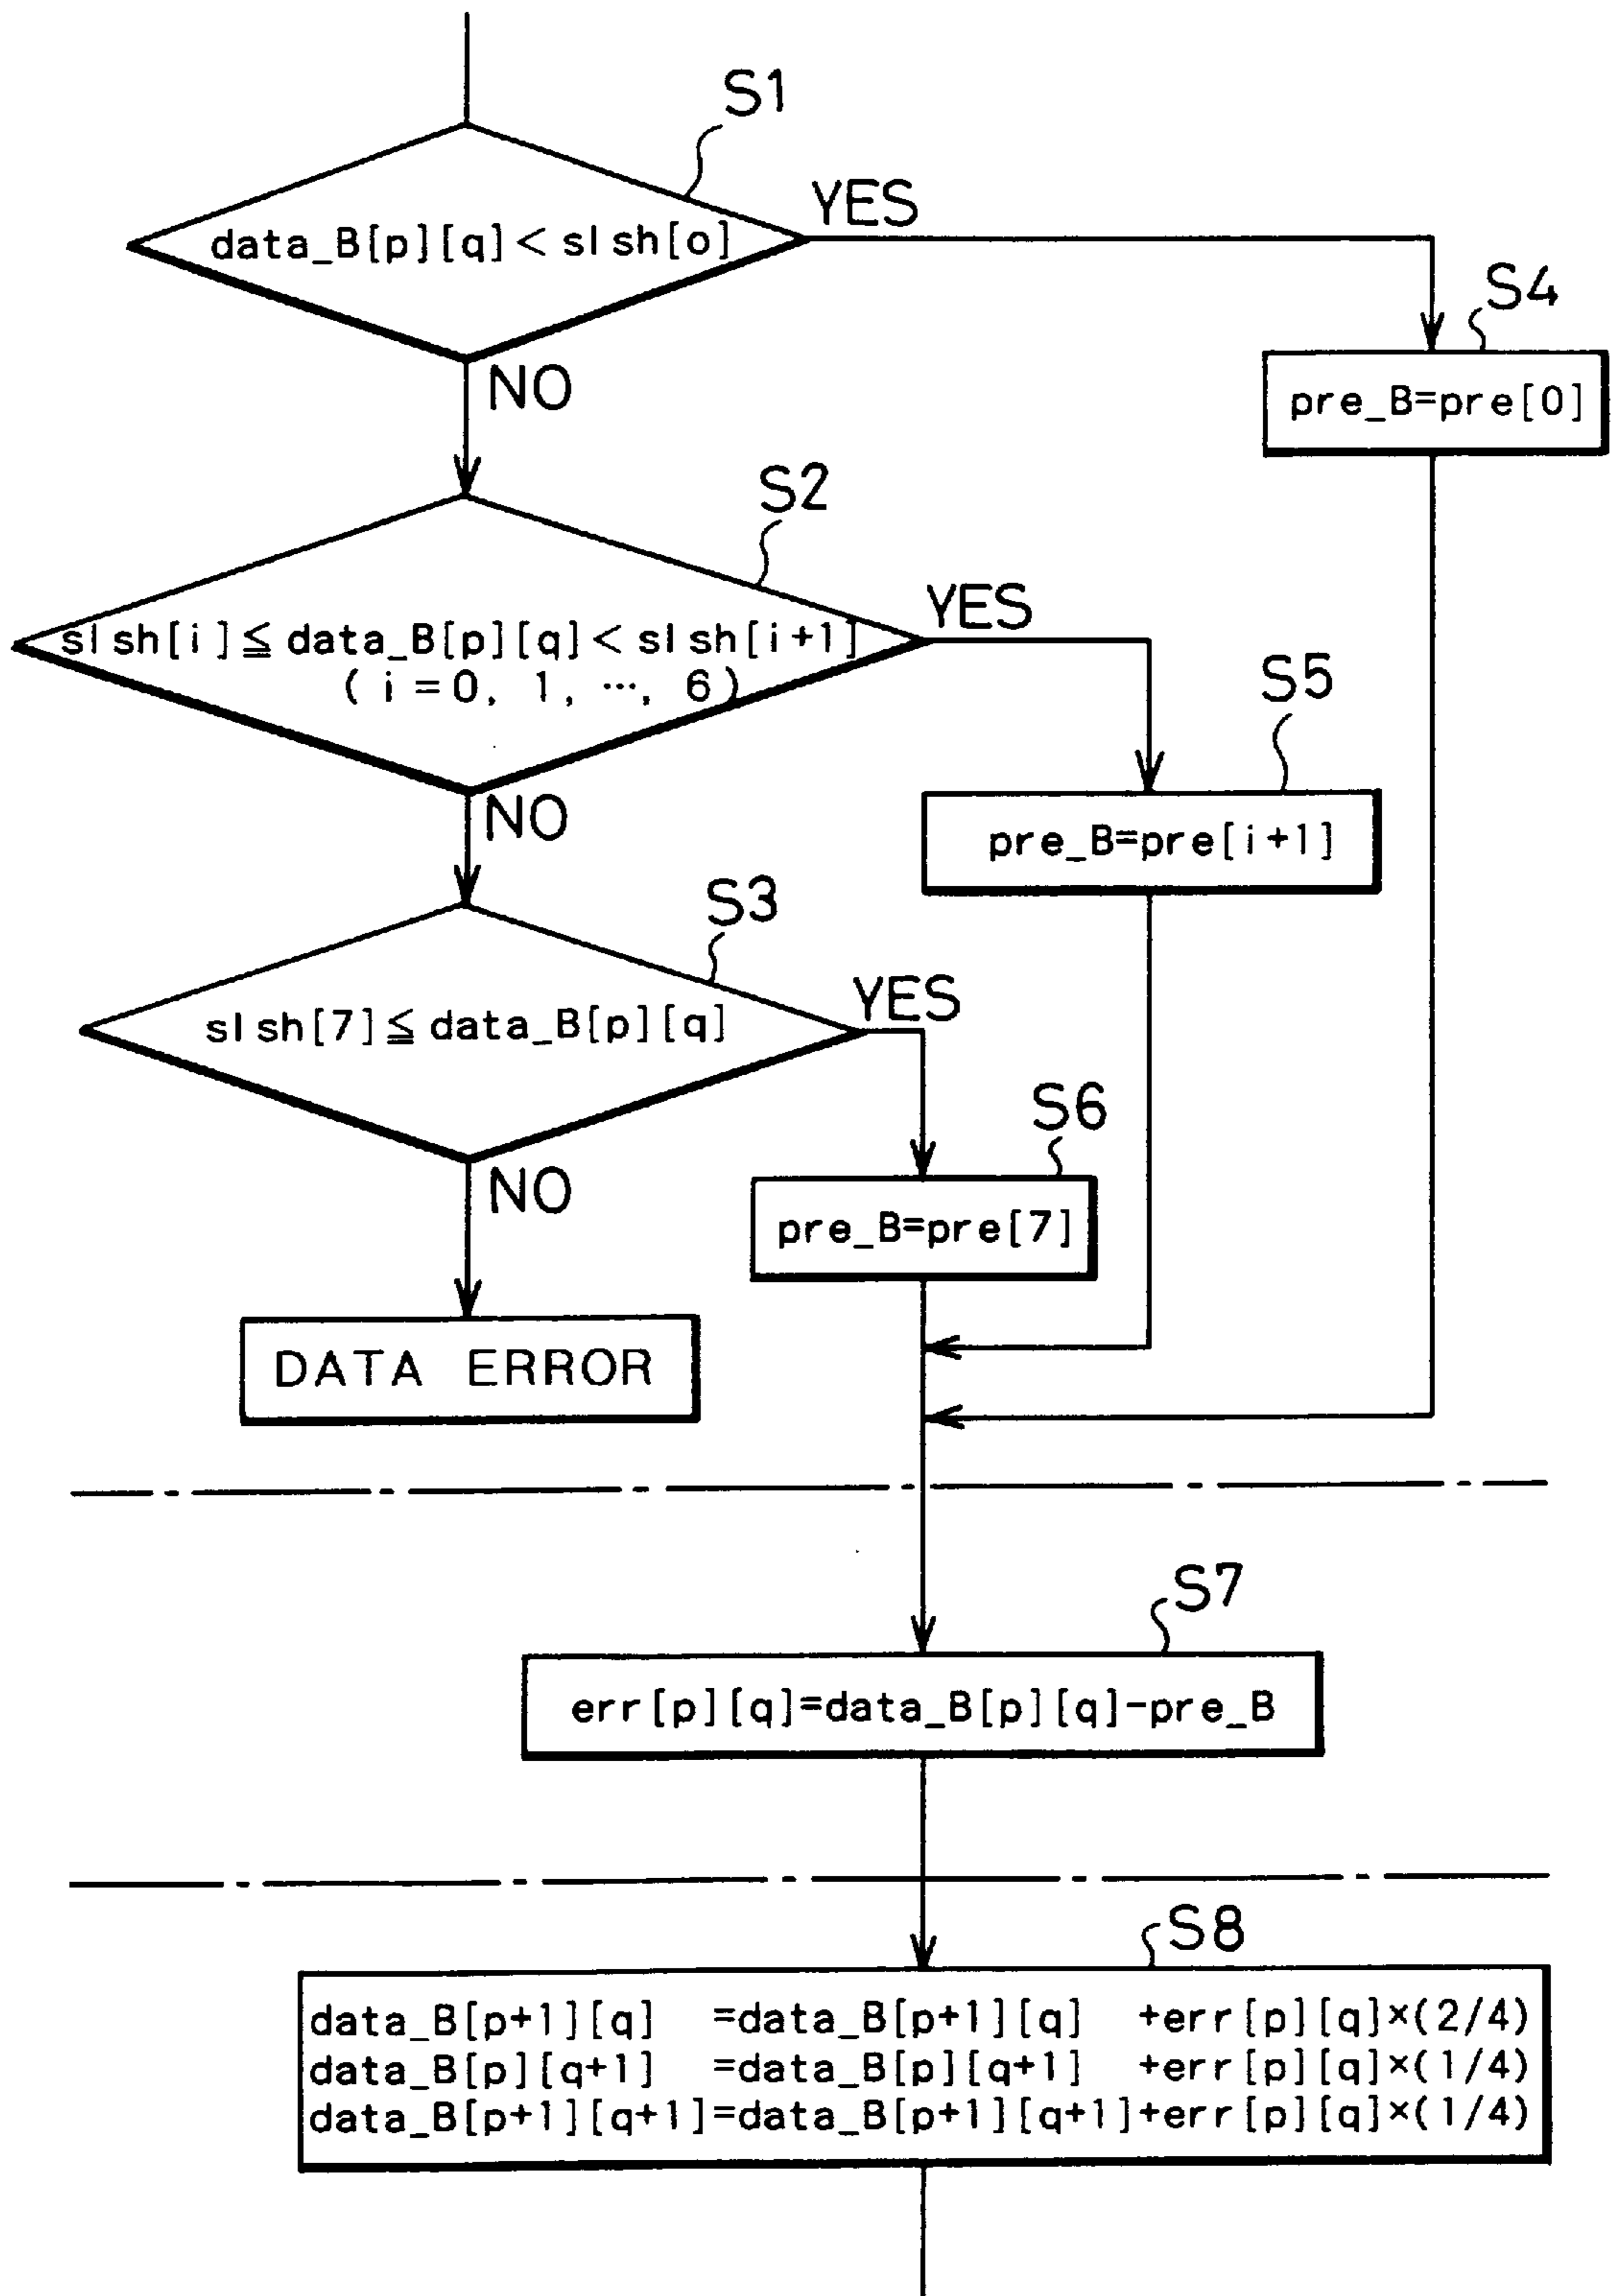 S1
YES
data_B[p][q]<slsh[o]
S4
NO
pre_B=pre[0]
S2
YES
slsh[i]≦data_B[p][q]<slsh[i+1]
(i=0, 1, …, 6)
S5
NO
pre_B=pre[i+1]
S3
YES
slsh[7]≦data_B[p][q]
S6
NO
pre_B=pre[7]
DATA ERROR
S7
err[p][q]=data_B[p][q]-pre_B
S8
data_B[p+1][q] =data_B[p+1][q] +err[p][q]×(2/4)
data_B[p][q+1] =data_B[p][q+1] +err[p][q]×(1/4)
data_B[p+1][q+1]=data_B[p+1][q+1]+err[p][q]×(1/4)